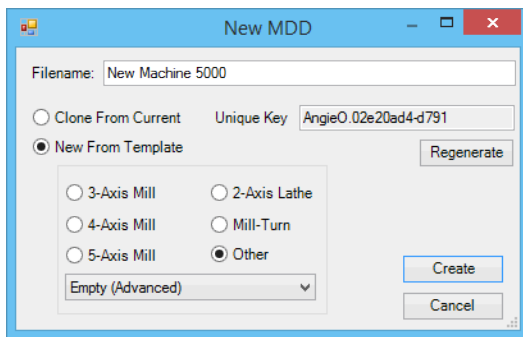 New MDD
Filename: New Machine 5000
Clone From Current Unique Key AngieO.02e20ad4-d791
New From Template Regenerate
3-Axis Mill 2-Axis Lathe
4-Axis Mill Mill-Turn
5-Axis Mill Other
Empty (Advanced) Create
Cancel